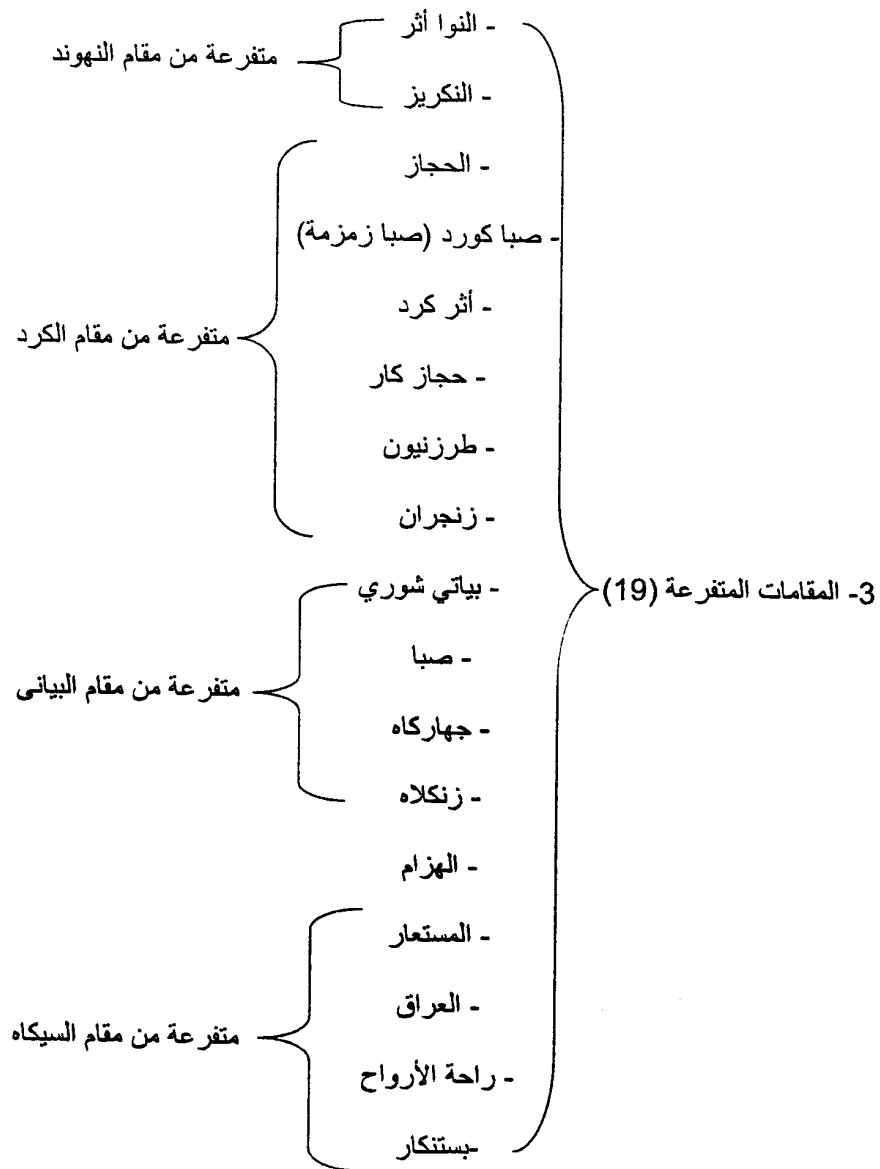 3- المقامات المتفرعة (19)
- النوا أثر
- النكريز
متفرعة من مقام النهوند
- الحجاز
- صبا كورد (صبا زمزمة)
- أثر كرد
- حجاز كار
- طرزنيون
- زنجران
متفرعة من مقام الكرد
- بياتي شوري
- صبا
- جهاركاه
- زنكلاه
متفرعة من مقام البياتى
- الهزام
- المستعار
- العراق
- راحة الأرواح
-بستنكار
متفرعة من مقام السيكاه